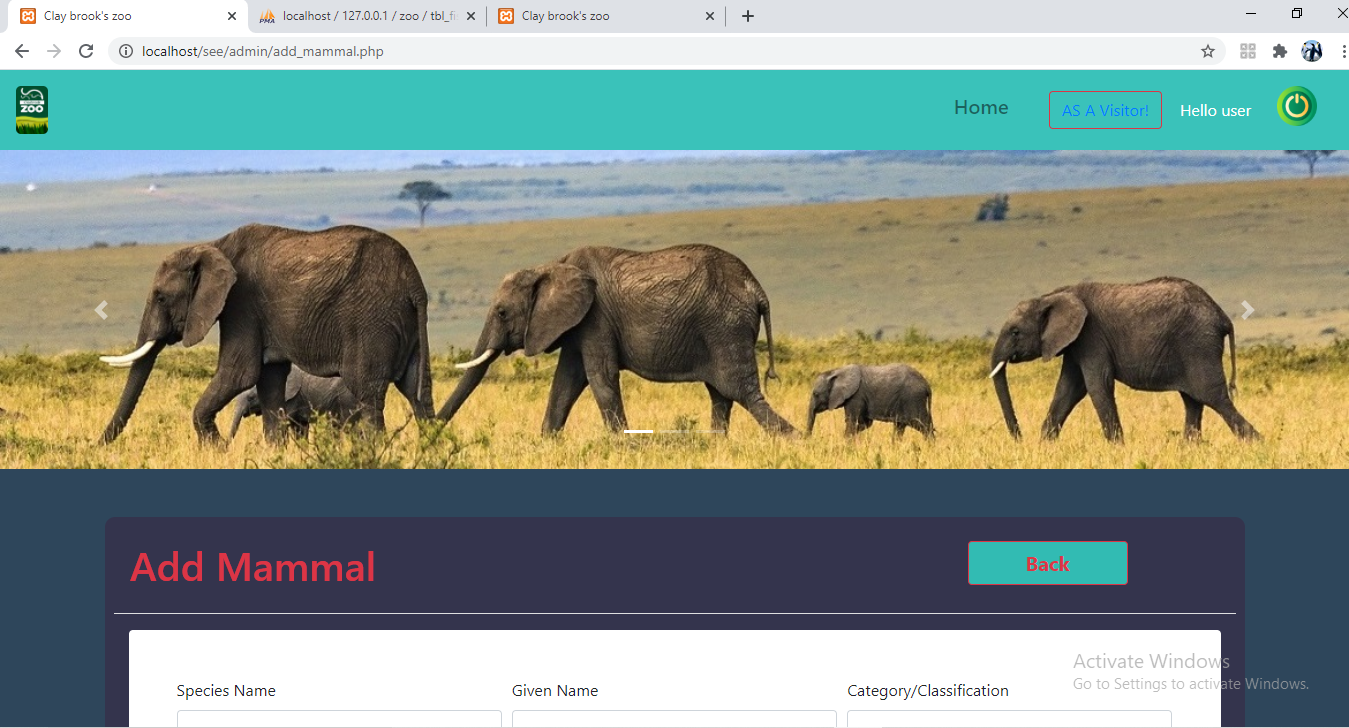 Clay brook's zoo
localhost / 127.0.0.1 / zoo / tbl_fi
Clay brook's zoo
localhost/see/admin/add_mammal.php
ZOO
Home
AS A Visitor!
Hello user
Add Mammal
Back
Species Name
Given Name
Category/Classification
Activate Windows
Go to Settings to activate Windows.